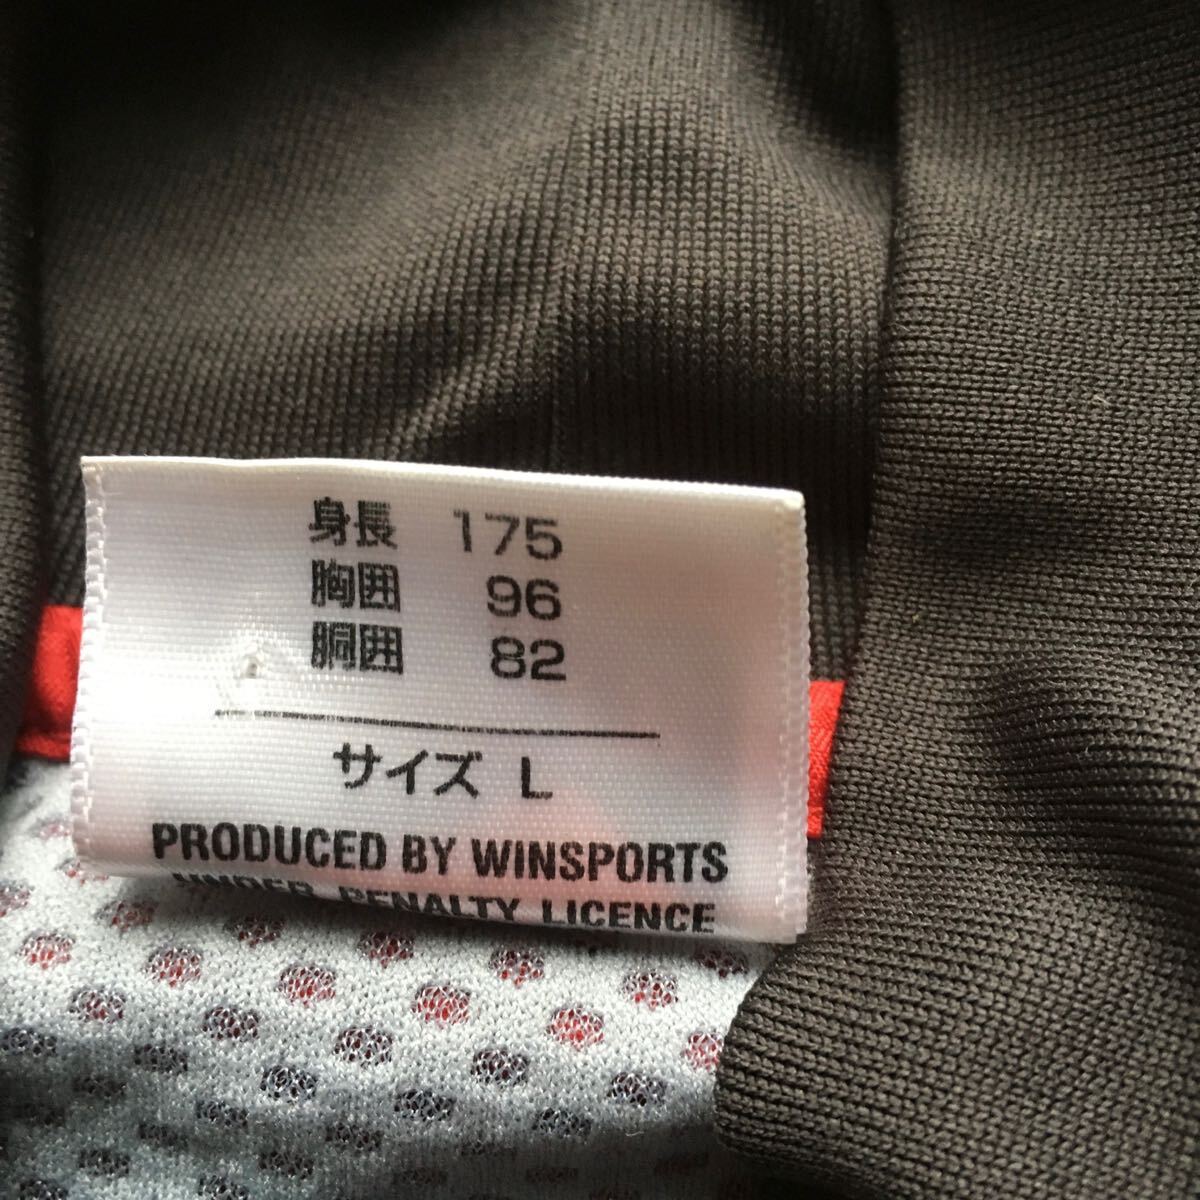 身長 175
胸囲 96
胴囲 82
サイズ L
PRODUCED BY WINSPORTS
UNDER PENALTY LICENCE